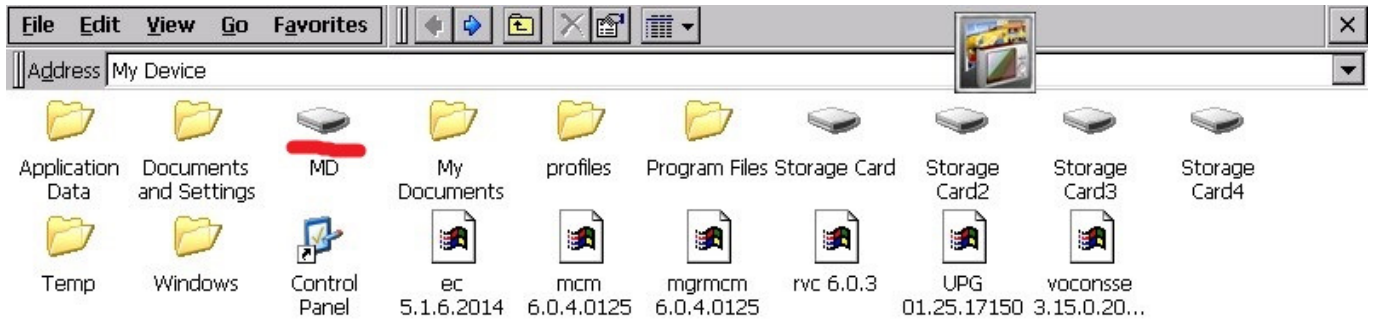 File Edit View Go Favorites
Address My Device
Application Data
Documents and Settings
MD
My Documents
profiles
Program Files
Storage Card
Storage Card2
Storage Card3
Storage Card4
Temp
Windows
Control Panel
ec 5.1.6.2014
mcm 6.0.4.0125
mgrmcm 6.0.4.0125
rvc 6.0.3
UPG 01.25.17150
voconsse 3.15.0.20...